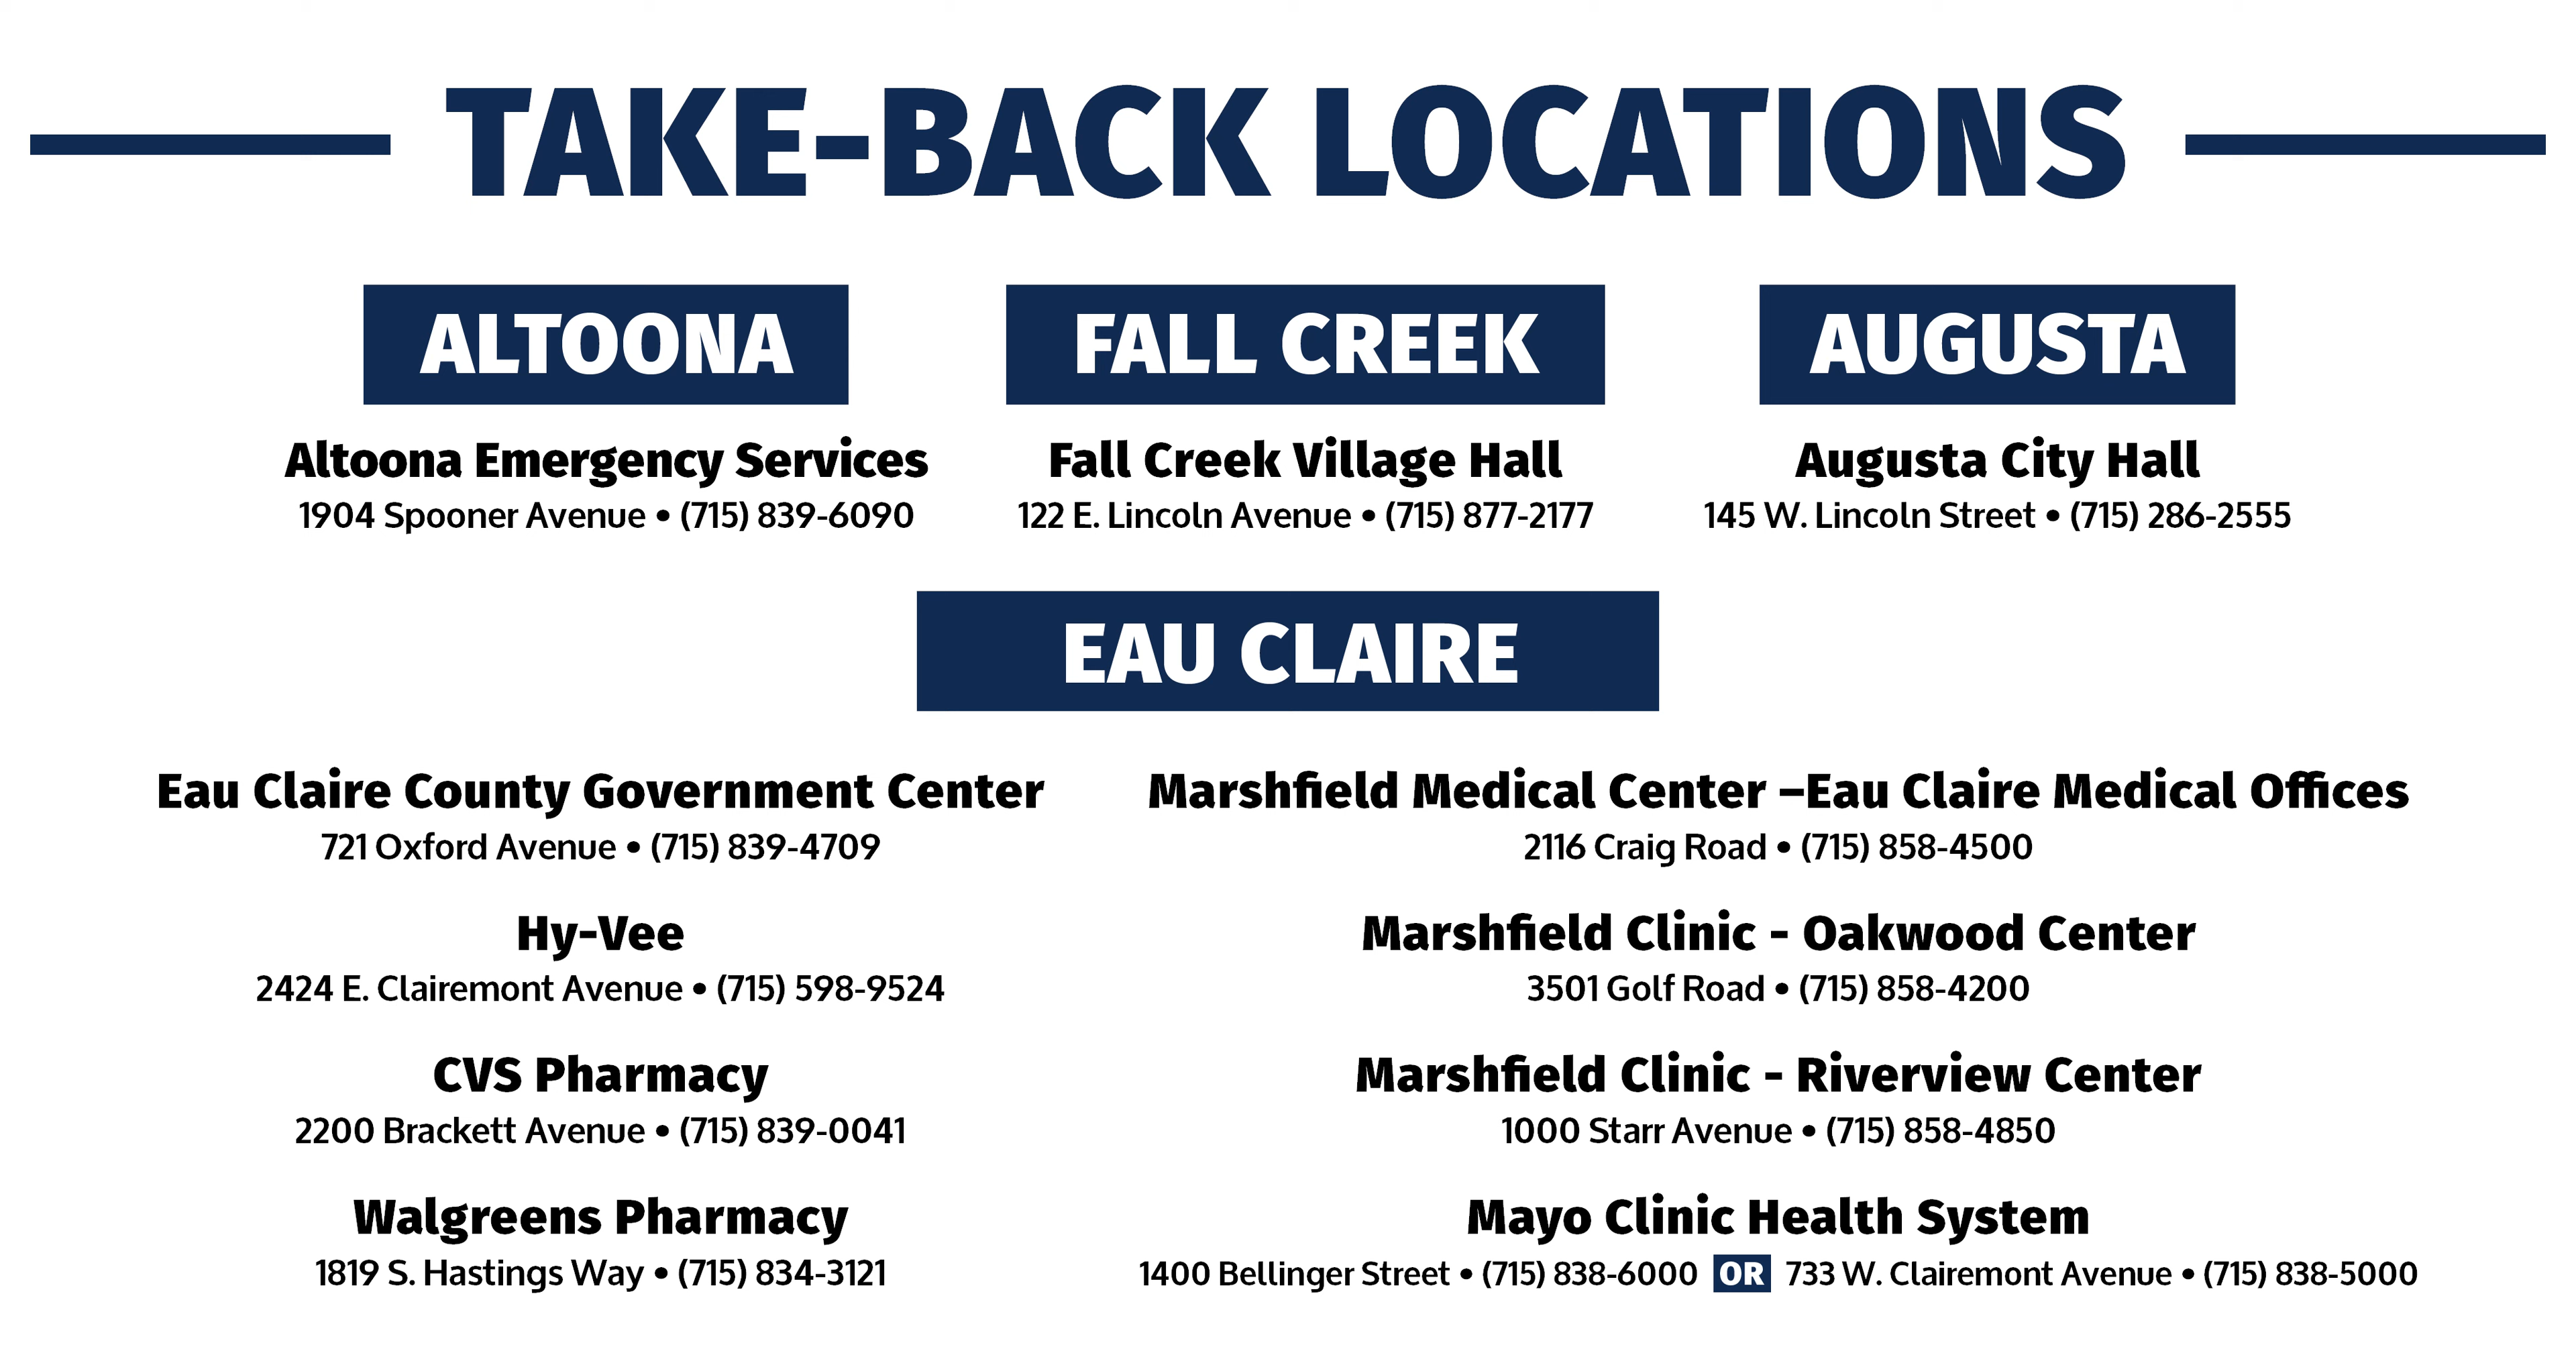 TAKE-BACK LOCATIONS
ALTOONA
Altoona Emergency Services
1904 Spooner Avenue • (715) 839-6090
FALL CREEK
Fall Creek Village Hall
122 E. Lincoln Avenue • (715) 877-2177
AUGUSTA
Augusta City Hall
145 W. Lincoln Street • (715) 286-2555
EAU CLAIRE
Eau Claire County Government Center
721 Oxford Avenue • (715) 839-4709
Hy-Vee
2424 E. Clairemont Avenue • (715) 598-9524
CVS Pharmacy
2200 Brackett Avenue • (715) 839-0041
Walgreens Pharmacy
1819 S. Hastings Way • (715) 834-3121
Marshfield Medical Center –Eau Claire Medical Offices
2116 Craig Road • (715) 858-4500
Marshfield Clinic - Oakwood Center
3501 Golf Road • (715) 858-4200
Marshfield Clinic - Riverview Center
1000 Starr Avenue • (715) 858-4850
Mayo Clinic Health System
1400 Bellinger Street • (715) 838-6000 OR 733 W. Clairemont Avenue • (715) 838-5000